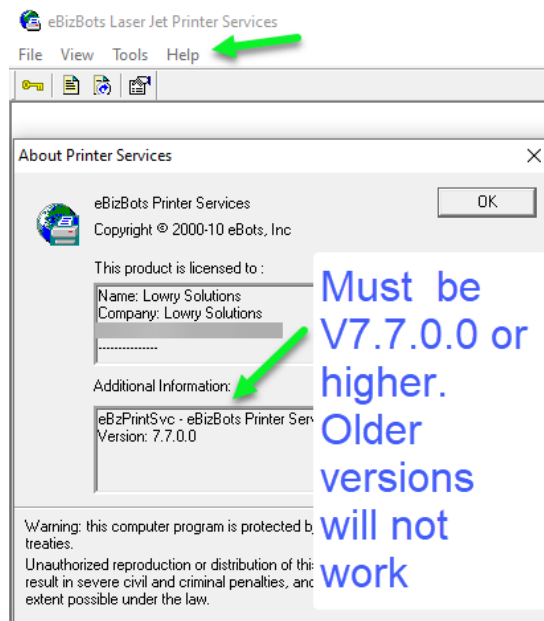 eBizBots Laser Jet Printer Services
File View Tools Help
About Printer Services
eBizBots Printer Services
OK
Copyright © 2000-10 eBots, Inc
This product is licensed to :
Name: Lowry Solutions
Company: Lowry Solutions
---------------
Additional Information:
eBzPrintSvc - eBizBots Printer Serv
Version: 7.7.0.0
Must be
V7.7.0.0 or
higher.
Older
versions
will not
work
Warning: this computer program is protected b
treaties.
Unauthorized reproduction or distribution of thi
result in severe civil and criminal penalties, and
extent possible under the law.